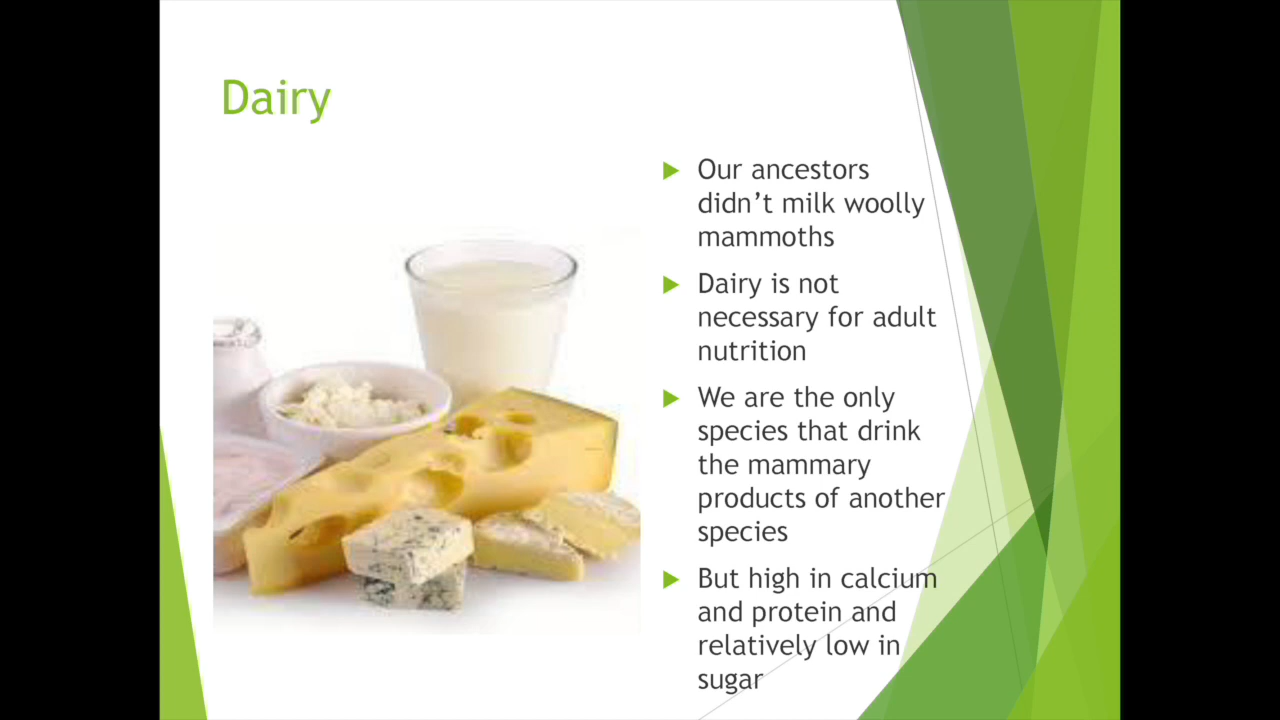 Dairy
Our ancestors
didn’t milk woolly
mammoths
Dairy is not
necessary for adult
nutrition
We are the only
species that drink
the mammary
products of another
species
But high in calcium
and protein and
relatively low in
sugar